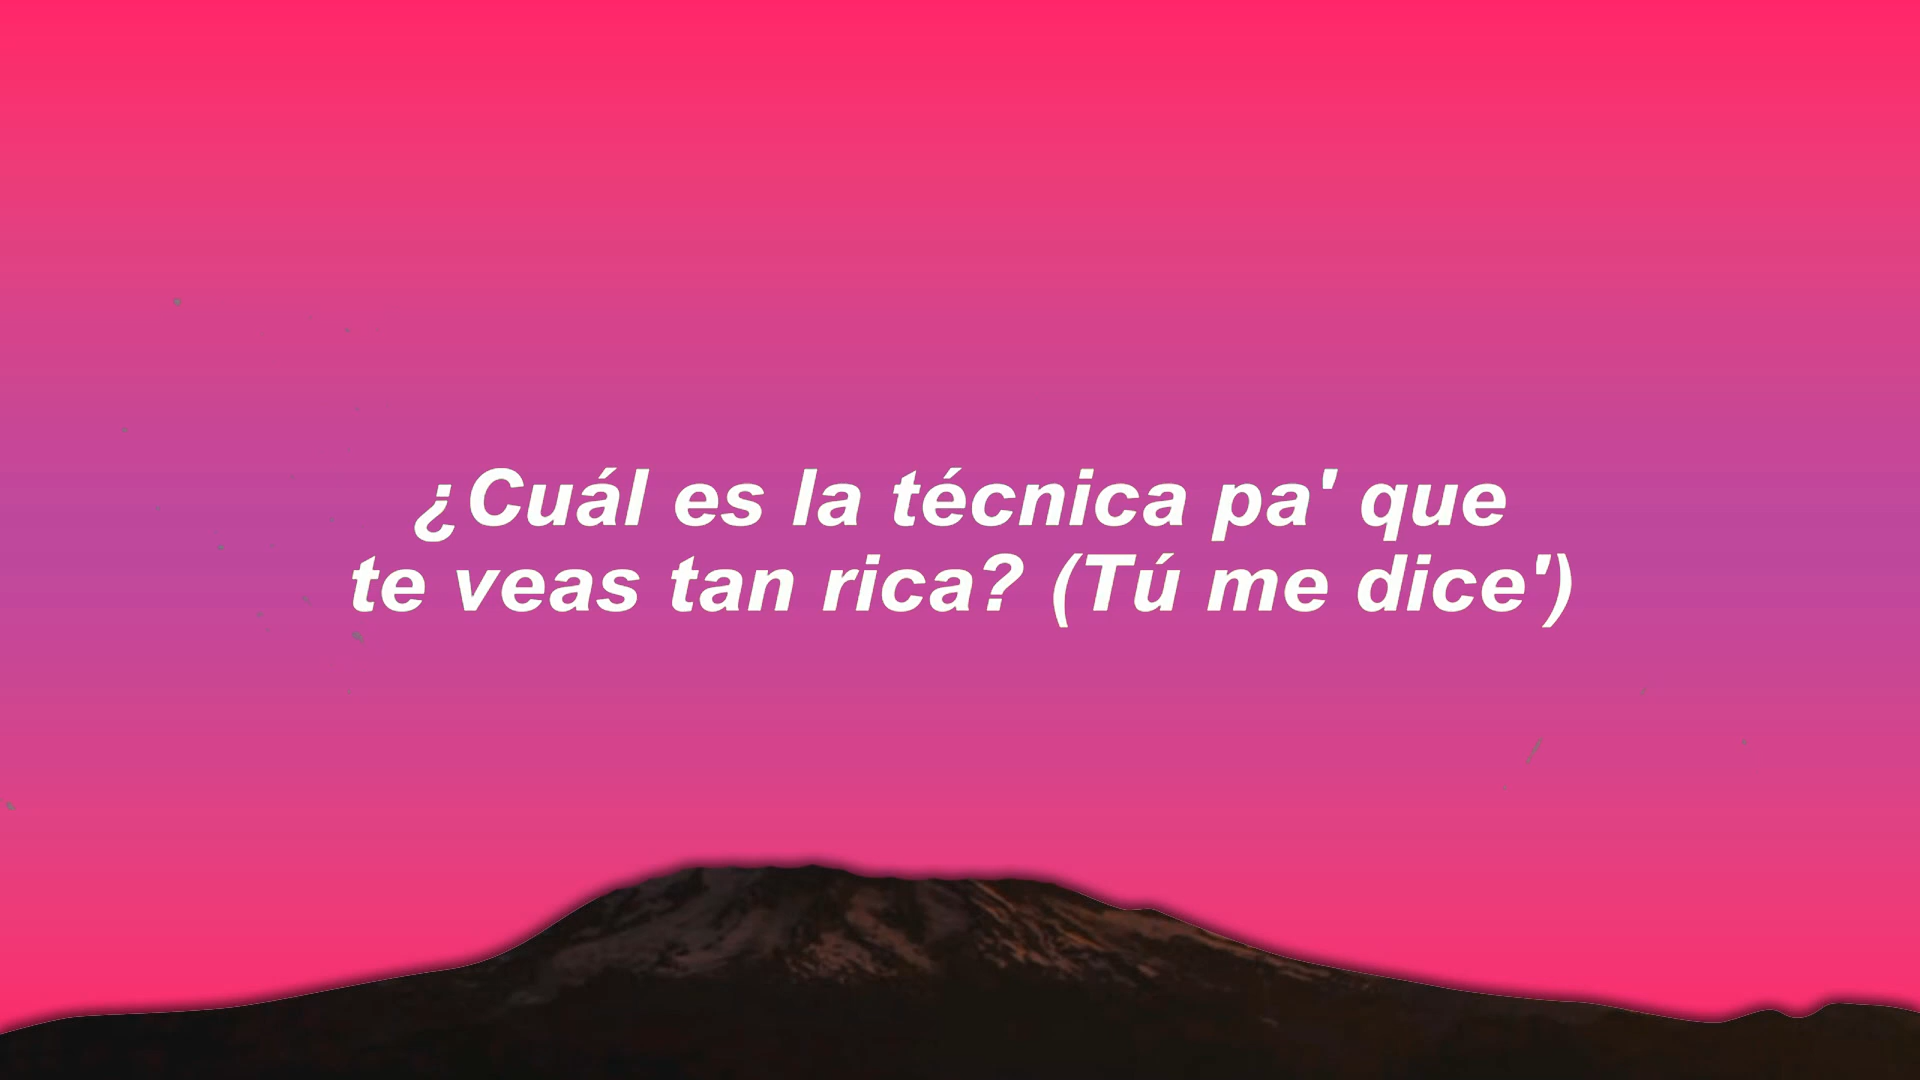 ¿Cuál es la técnica pa' que
te veas tan rica? (Tú me dice')